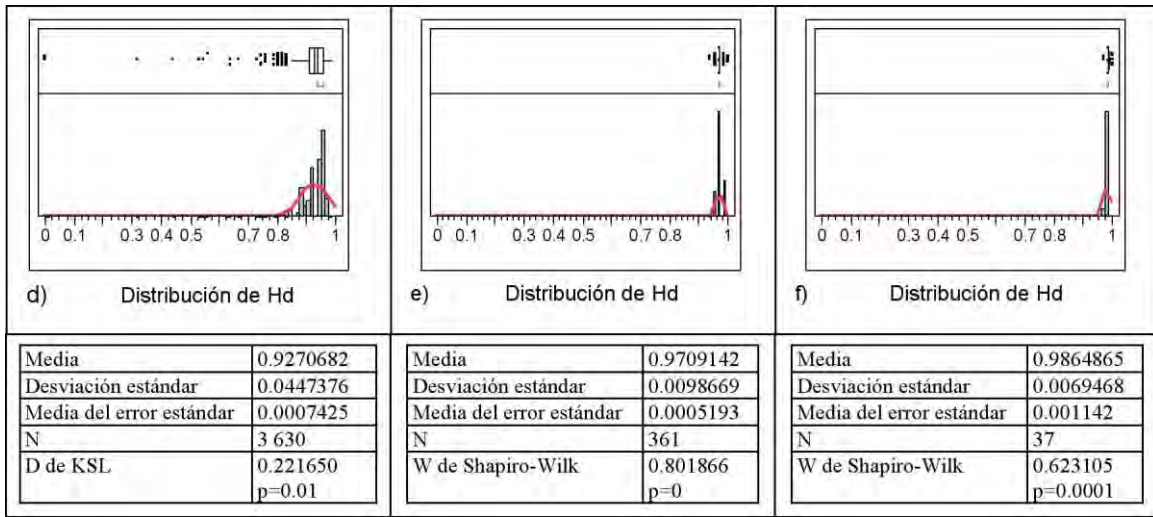 0 0.1 0.3 0.4 0.5 0.7 0.8 1
d) Distribución de Hd
0 0.1 0.3 0.4 0.5 0.7 0.8 1
e) Distribución de Hd
0 0.1 0.3 0.4 0.5 0.7 0.8 1
f) Distribución de Hd
Media 0.9270682
Desviación estándar 0.0447376
Media del error estándar 0.0007425
N 3 630
D de KSL 0.221650
p=0.01
Media 0.9709142
Desviación estándar 0.0098669
Media del error estándar 0.0005193
N 361
W de Shapiro-Wilk 0.801866
p=0
Media 0.9864865
Desviación estándar 0.0069468
Media del error estándar 0.001142
N 37
W de Shapiro-Wilk 0.623105
p=0.0001